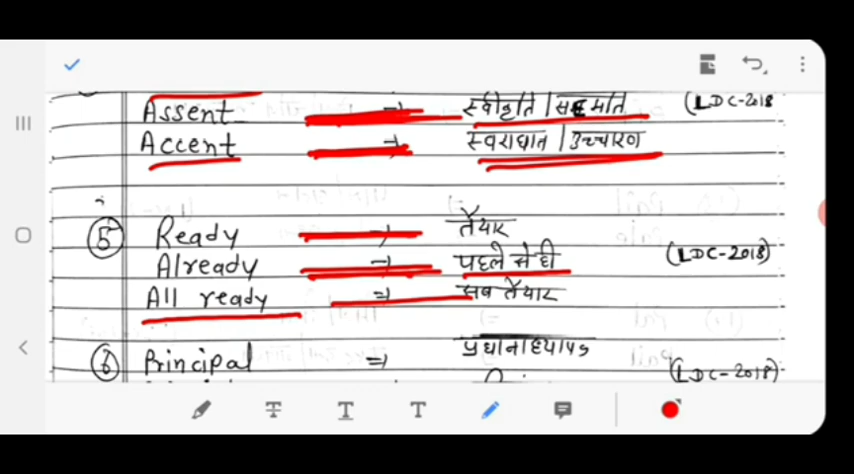 Assent → स्वीकृति / सहमति (LDC-2018
Accent → स्वराघात / उच्चारण
⑤ Ready → तैयार
Already → पहले से ही (LDC-2018)
All ready ⇒ सब तैयार
⑥ Principal ⇒ प्रधानाध्यापक (LDC-2018)